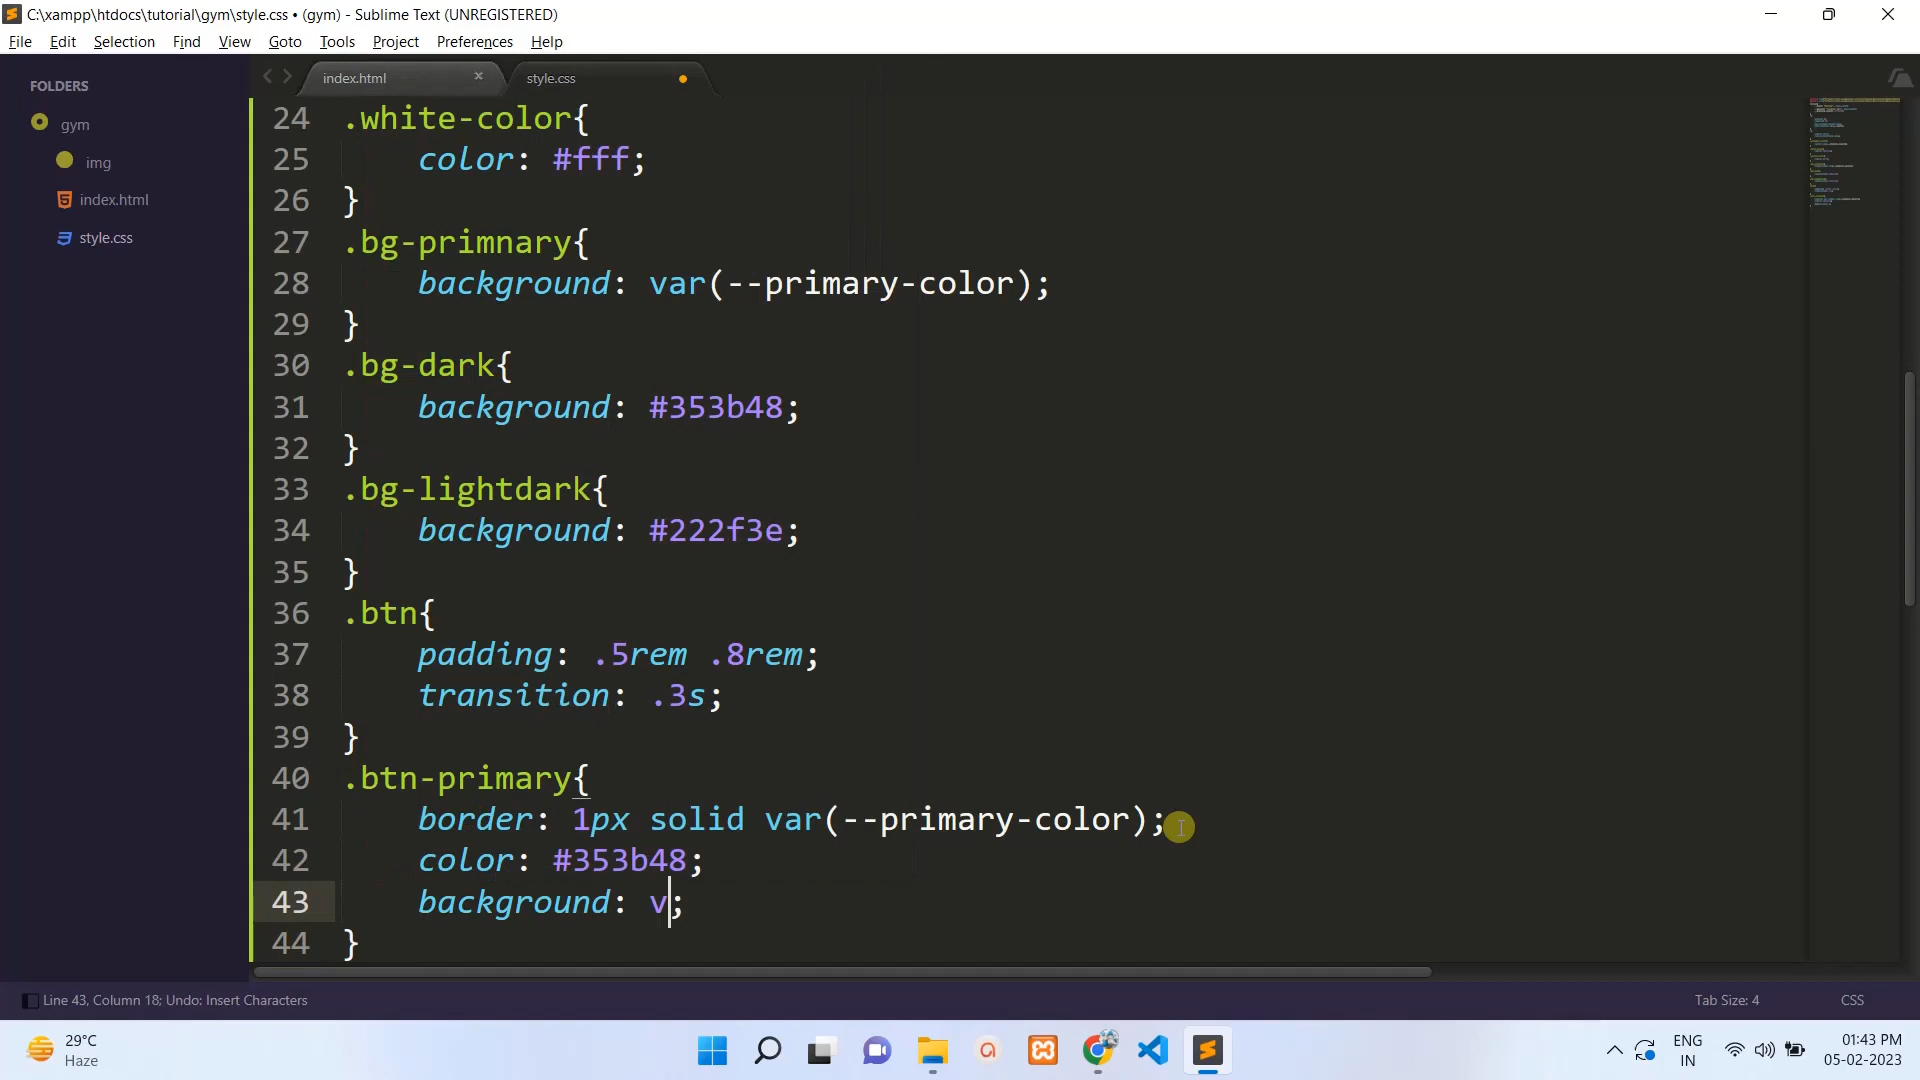 C:\xampp\htdocs\tutorial\gym\style.css • (gym) - Sublime Text (UNREGISTERED)
File Edit Selection Find View Goto Tools Project Preferences Help
FOLDERS
gym
img
index.html
style.css
index.html ×
style.css
24 .white-color{
25 color: #fff;
26 }
27 .bg-primnary{
28 background: var(--primary-color);
29 }
30 .bg-dark{
31 background: #353b48;
32 }
33 .bg-lightdark{
34 background: #222f3e;
35 }
36 .btn{
37 padding: .5rem .8rem;
38 transition: .3s;
39 }
40 .btn-primary{
41 border: 1px solid var(--primary-color);
42 color: #353b48;
43 background: v;
44 }
Line 43, Column 18; Undo: Insert Characters
Tab Size: 4
CSS
29°C
Haze
ENG
IN
01:43 PM
05-02-2023